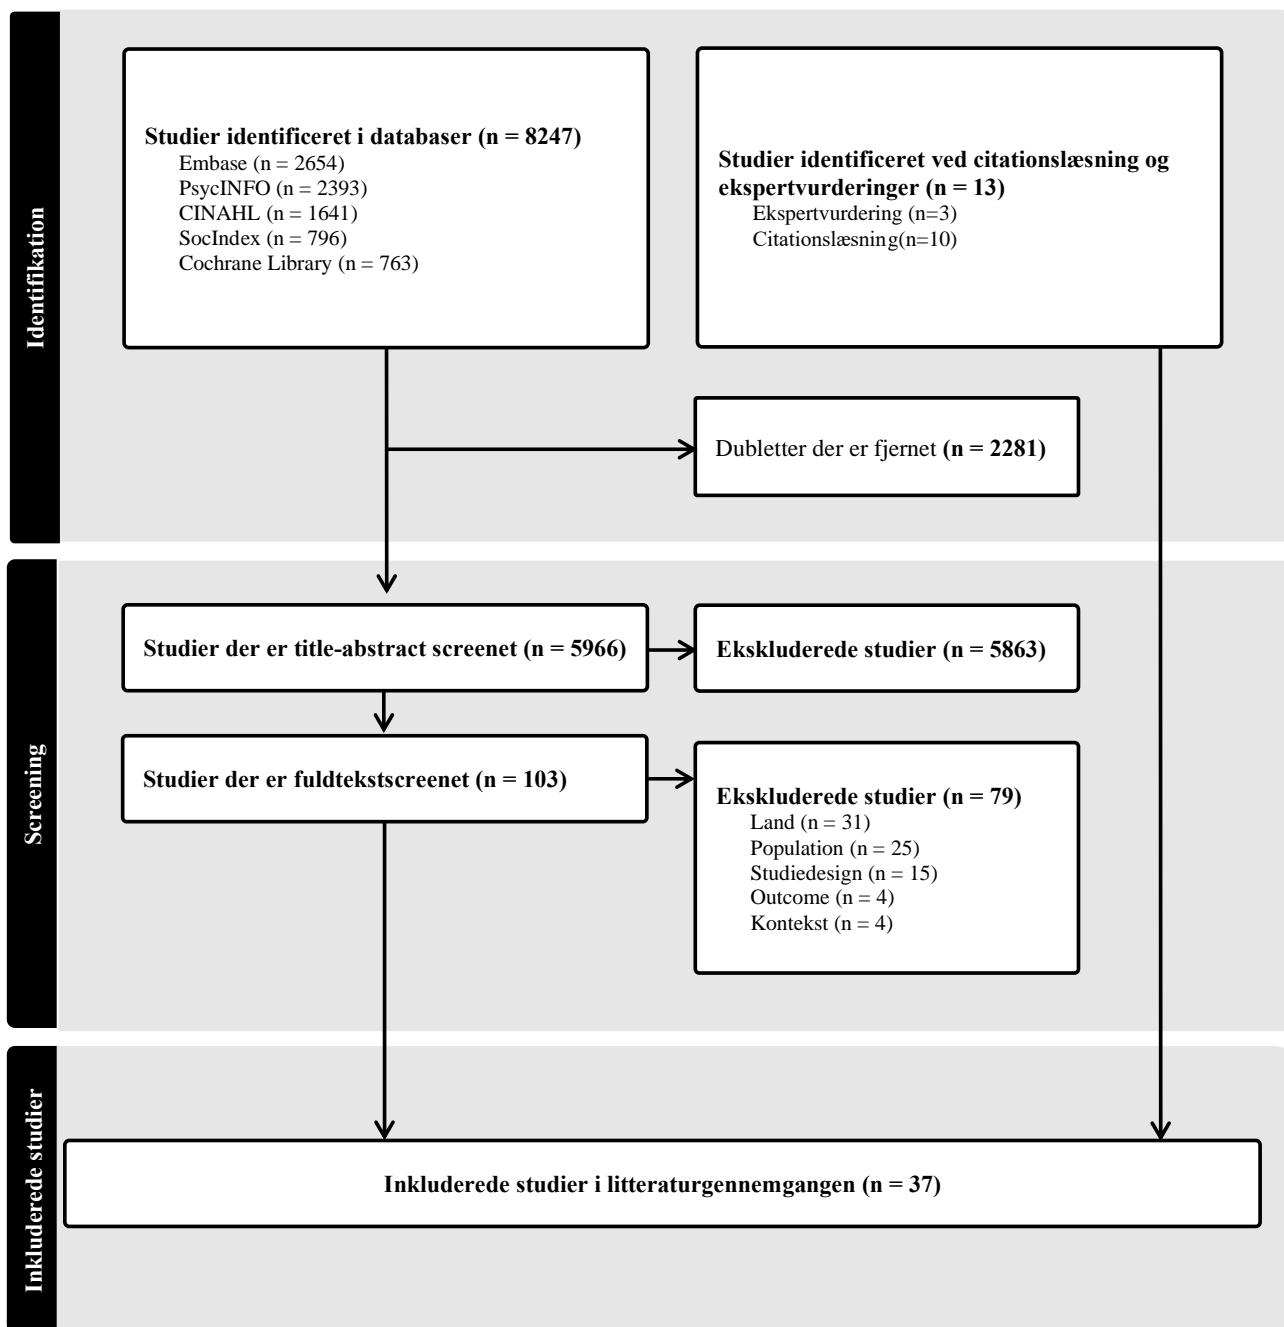 Identifikation
Studier identificeret i databaser (n = 8247)
Embase (n = 2654)
PsycINFO (n = 2393)
CINAHL (n = 1641)
SocIndex (n = 796)
Cochrane Library (n = 763)
Studier identificeret ved citationslæsning og
ekspertvurderinger (n = 13)
Ekspertvurdering (n=3)
Citationslæsning(n=10)
Dubletter der er fjernet (n = 2281)
Screening
Studier der er title-abstract screenet (n = 5966)
Ekskluderede studier (n = 5863)
Studier der er fuldtekstscreenet (n = 103)
Ekskluderede studier (n = 79)
Land (n = 31)
Population (n = 25)
Studiedesign (n = 15)
Outcome (n = 4)
Kontekst (n = 4)
Inkluderede studier
Inkluderede studier i litteraturgennemgangen (n = 37)